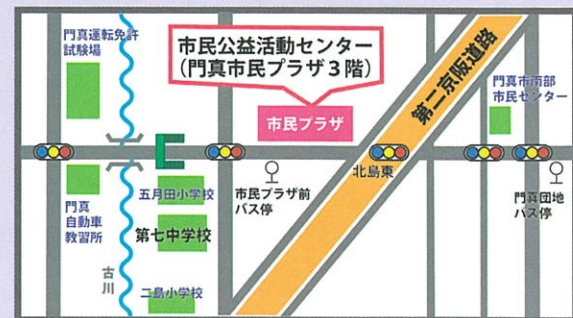 門真運転免許
試験場
市民公益活動センター
(門真市民プラザ3階)
第二京阪道路
門真市南部
市民センター
市民プラザ
北島東
門真
自動車
教習所
五月田小学校
市民プラザ前
バス停
門真団地
バス停
第七中学校
古川
二島小学校